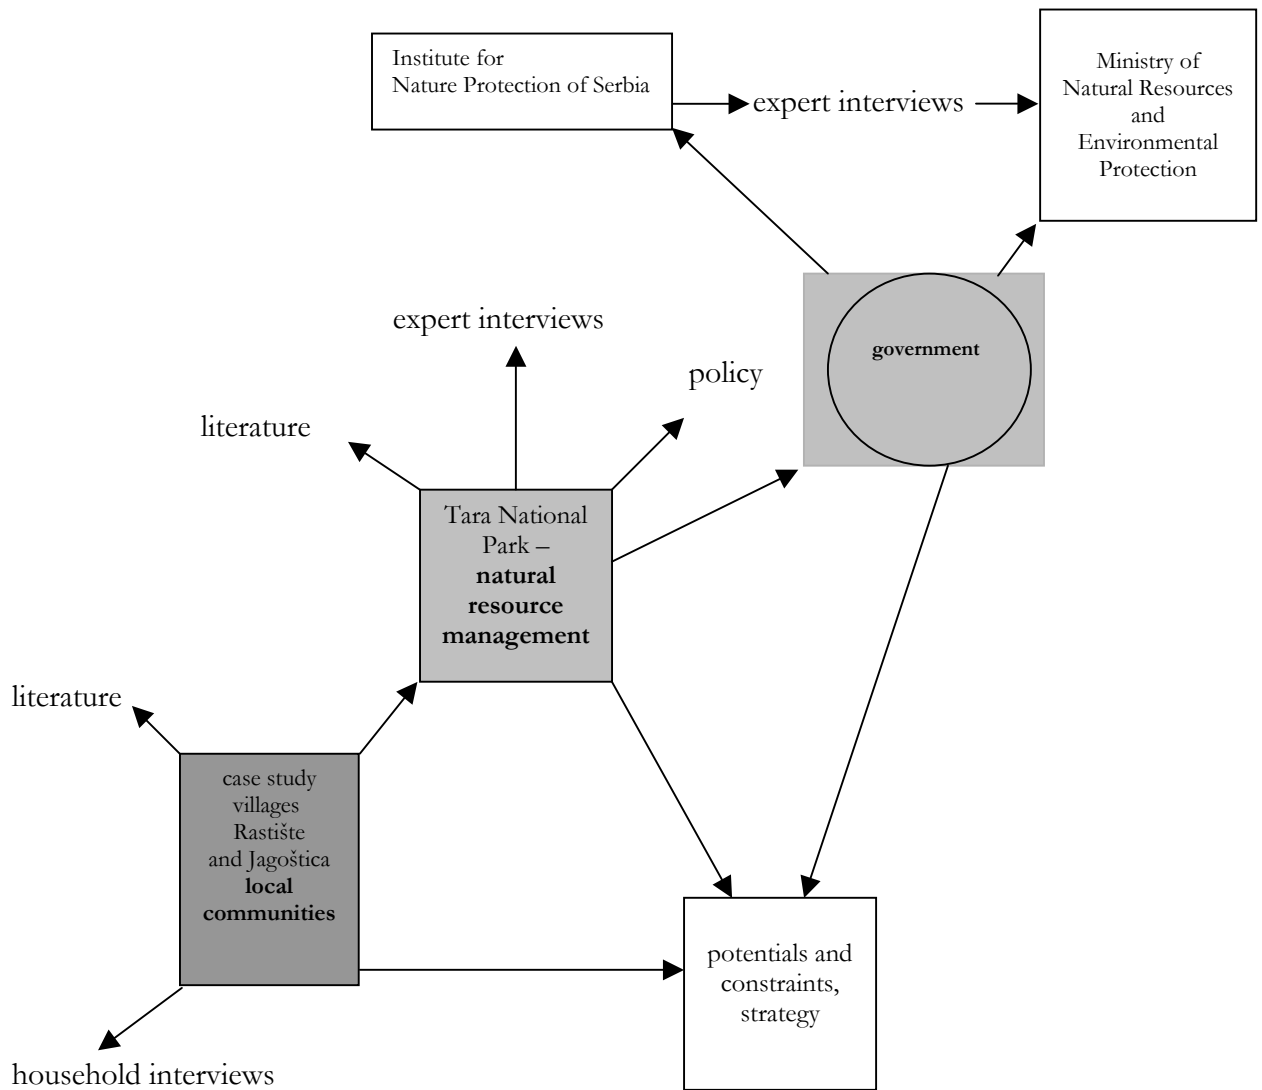 Institute for
Nature Protection of Serbia
expert interviews
Ministry of
Natural Resources
and
Environmental
Protection
government
expert interviews
policy
literature
Tara National
Park –
natural
resource
management
literature
case study
villages
Rastište
and Jagoštica
local
communities
potentials and
constraints,
strategy
household interviews